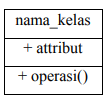 nama_kelas
+ attribut
+ operasi()